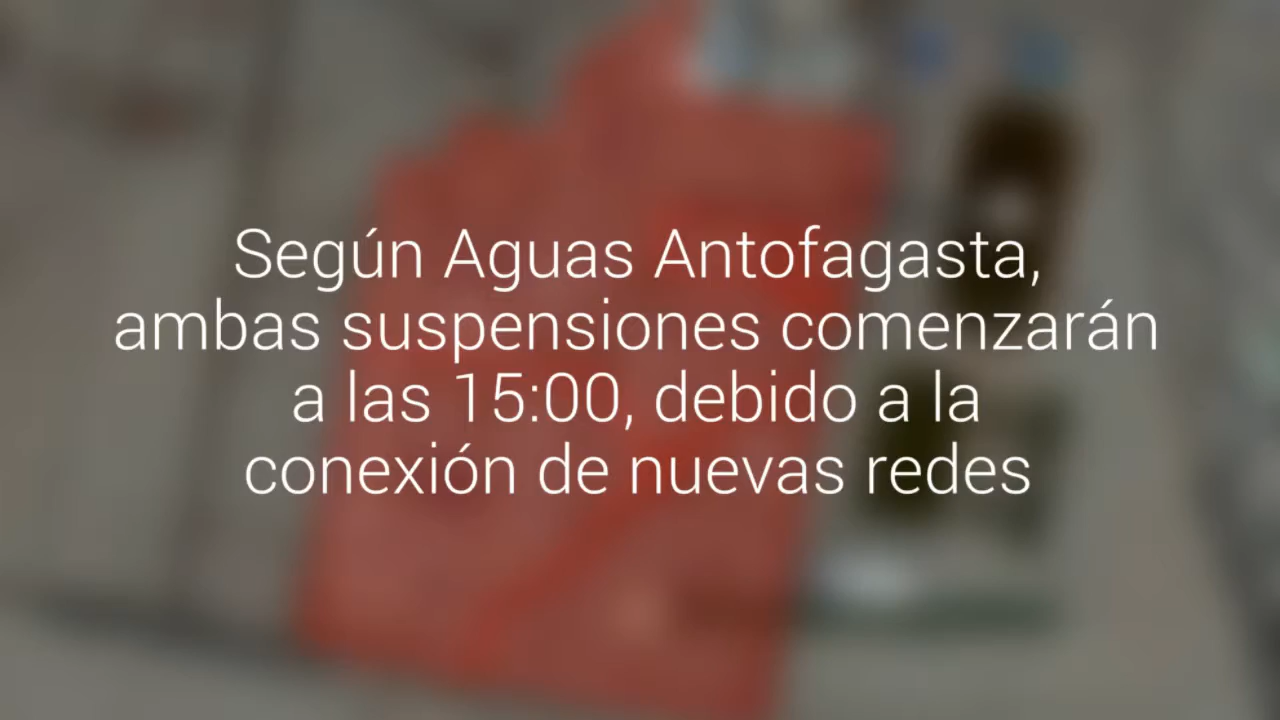 Según Aguas Antofagasta,
ambas suspensiones comenzarán
a las 15:00, debido a la
conexión de nuevas redes